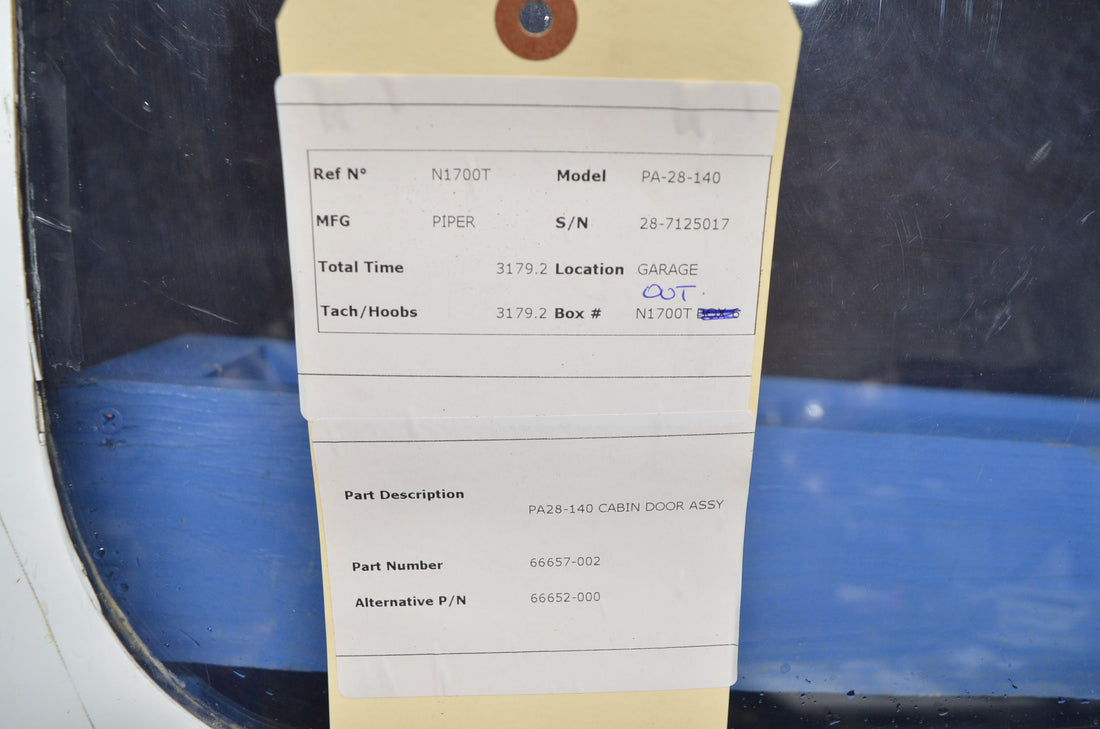 Ref N° N1700T Model PA-28-140
MFG PIPER S/N 28-7125017
Total Time 3179.2 Location GARAGE
OUT
Tach/Hoobs 3179.2 Box # N1700T
Part Description
PA28-140 CABIN DOOR ASSY
Part Number 66657-002
Alternative P/N 66652-000